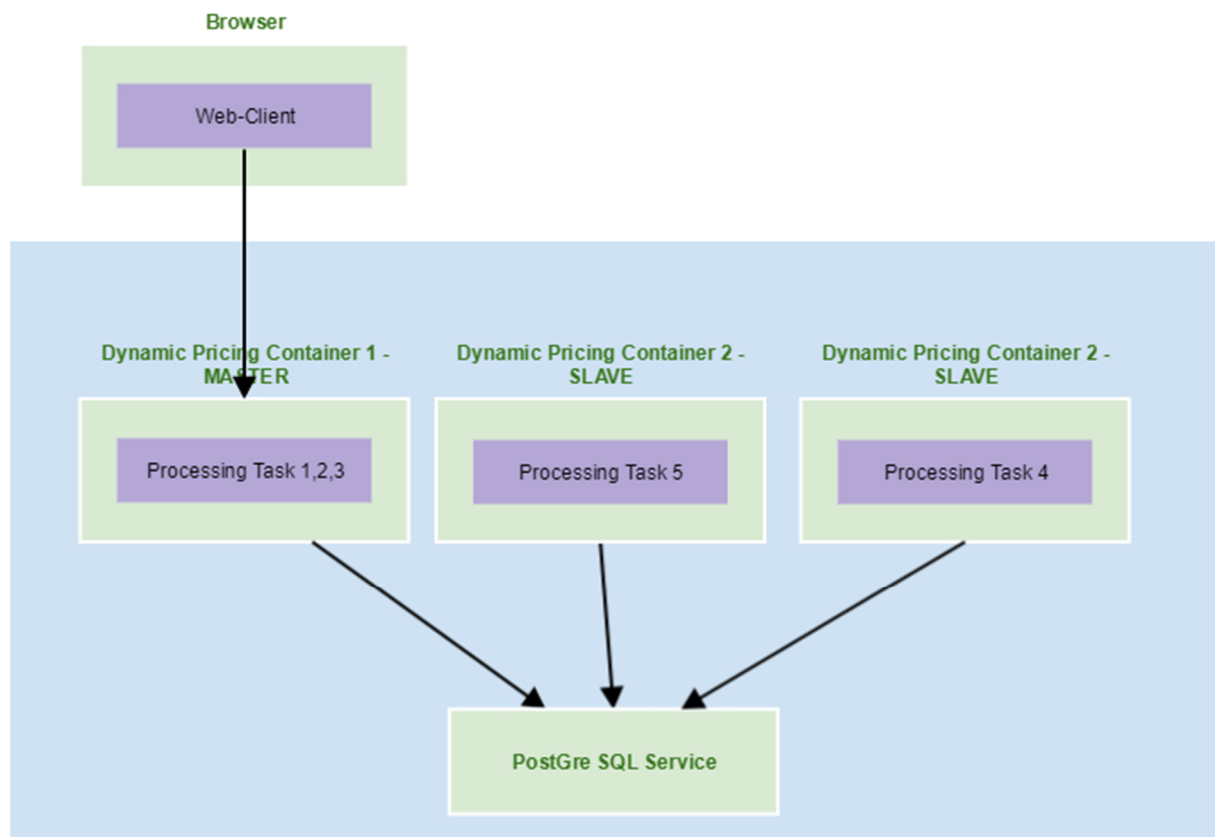 Browser
Web-Client
Dynamic Pricing Container 1 -
MASTER
Dynamic Pricing Container 2 -
SLAVE
Dynamic Pricing Container 2 -
SLAVE
Processing Task 1,2,3
Processing Task 5
Processing Task 4
PostGre SQL Service